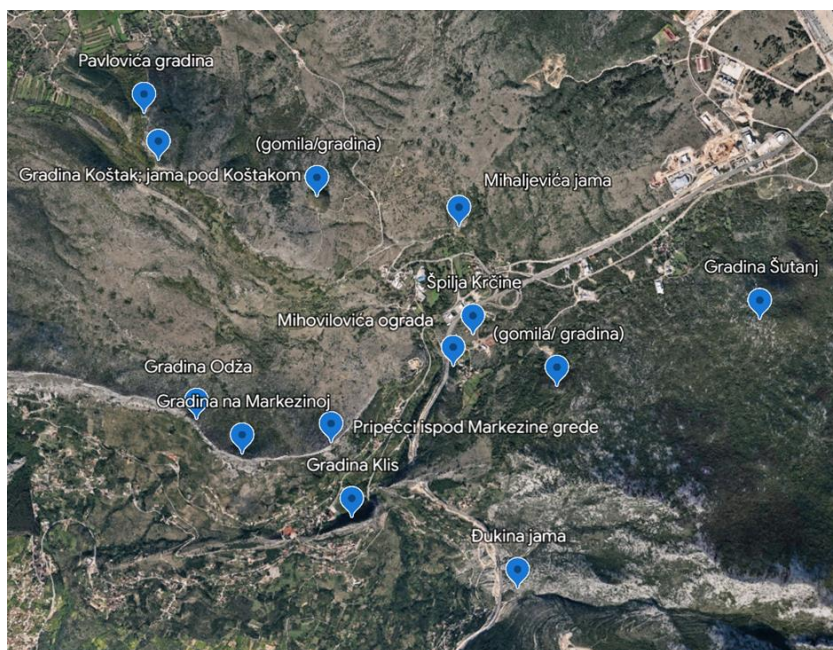 Pavlovića gradina
(gomila/gradina)
Gradina Koštak; jama pod Koštakom
Mihaljevića jama
Gradina Šutanj
Špilja Krčine
Mihovilovića ograda
(gomila/ gradina)
Gradina Odža
Gradina na Markezinoj
Pripećci ispod Markezine grede
Gradina Klis
Đukina jama